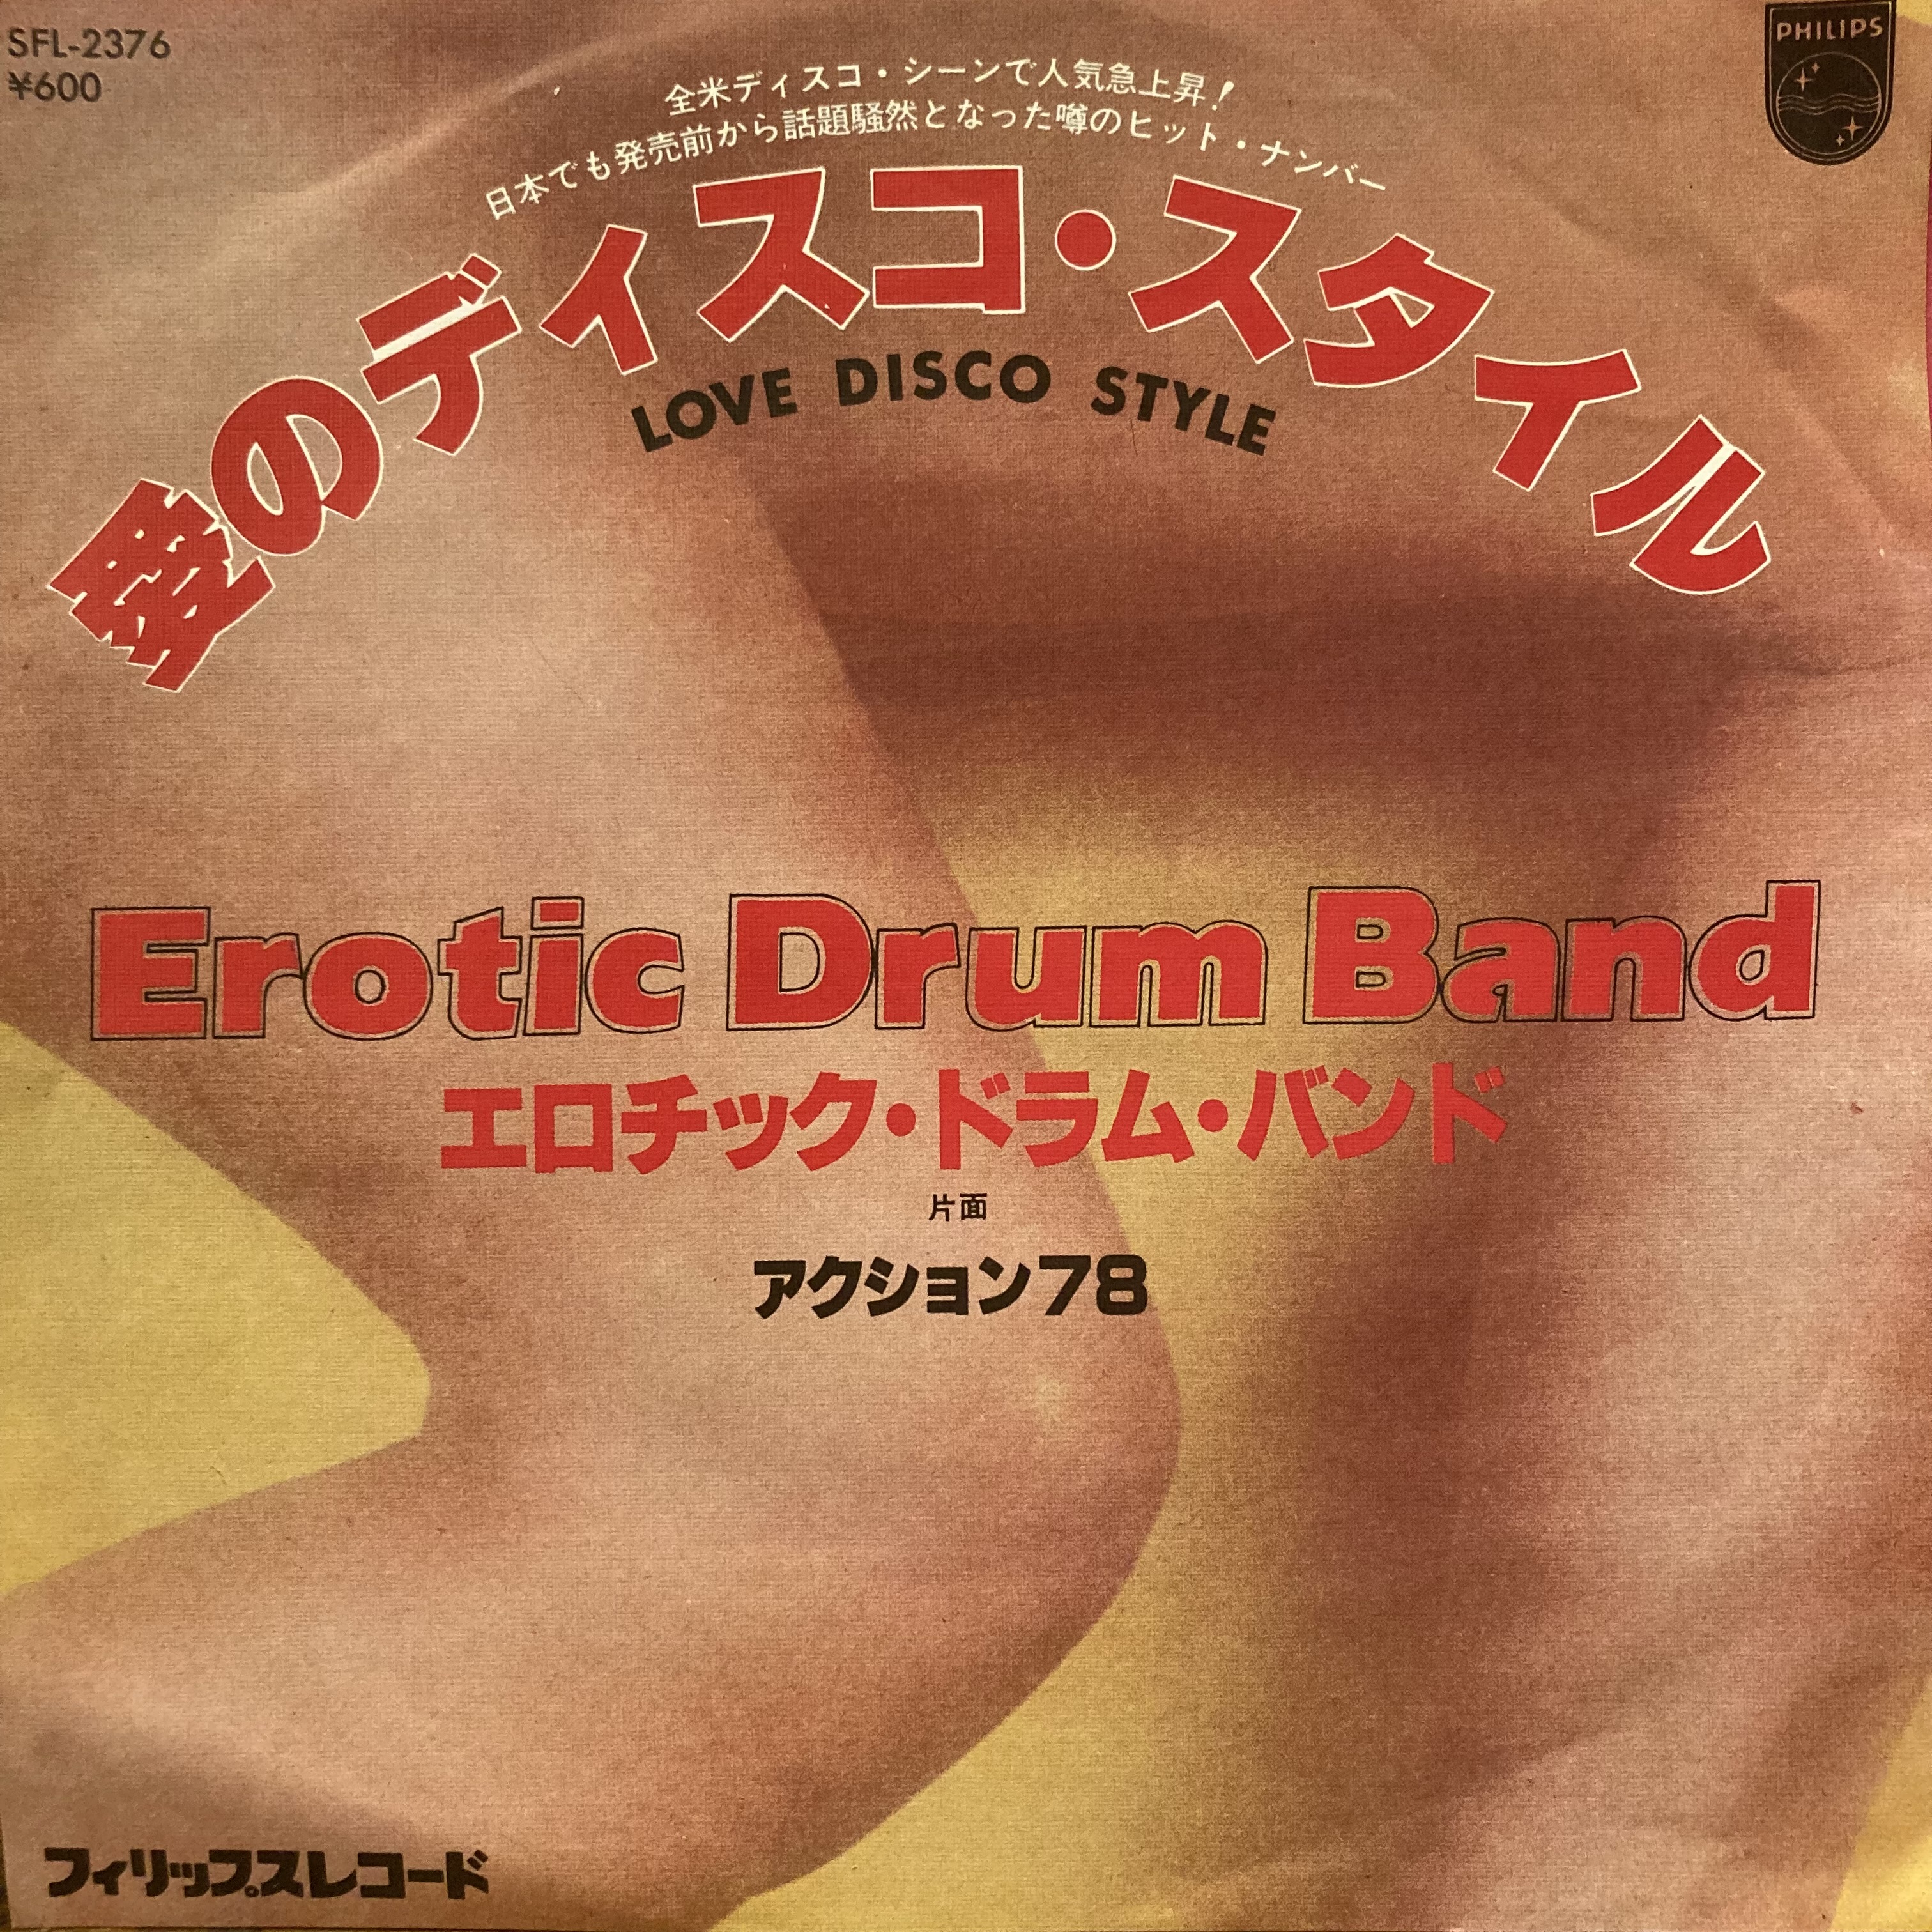 SFL-2376
¥600
PHILIPS
全米ディスコ・シーンで人気急上昇!
日本でも発売前から話題騒然となった噂のヒット・ナンバー
愛のディスコ・スタイル
LOVE DISCO STYLE
Erotic Drum Band
エロチック・ドラム・バンド
片面
アクション78
フィリップスレコード